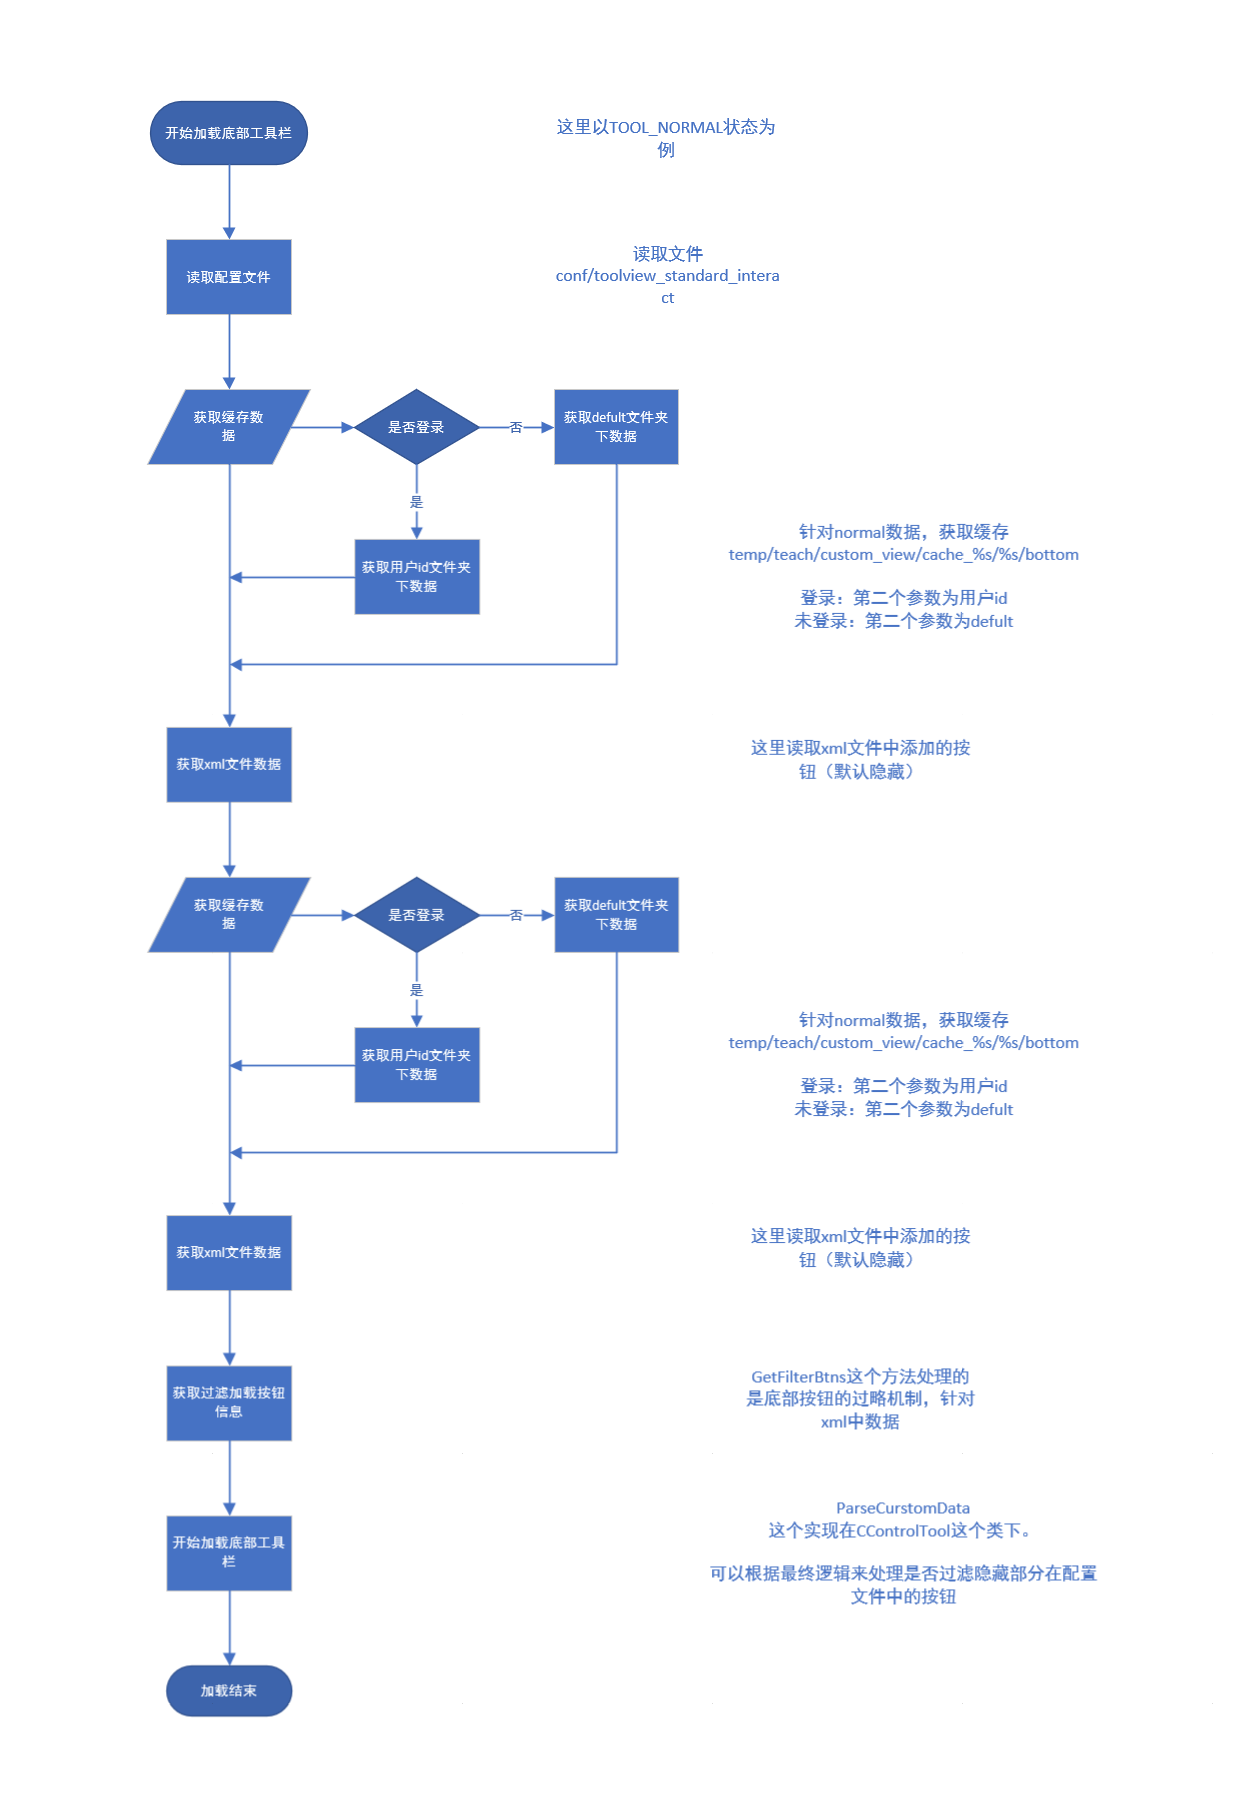 开始加载底部工具栏
这里以TOOL_NORMAL状态为
例
读取配置文件
读取文件
conf/toolview_standard_intera
ct
获取缓存数
据
是否登录
否
获取defult文件夹
下数据
是
获取用户id文件夹
下数据
针对normal数据，获取缓存
temp/teach/custom_view/cache_%s/%s/bottom
登录：第二个参数为用户id
未登录：第二个参数为defult
获取xml文件数据
这里读取xml文件中添加的按
钮（默认隐藏）
获取缓存数
据
是否登录
否
获取defult文件夹
下数据
是
获取用户id文件夹
下数据
针对normal数据，获取缓存
temp/teach/custom_view/cache_%s/%s/bottom
登录：第二个参数为用户id
未登录：第二个参数为defult
获取xml文件数据
这里读取xml文件中添加的按
钮（默认隐藏）
获取过滤加载按钮
信息
GetFilterBtns这个方法处理的
是底部按钮的过略机制，针对
xml中数据
开始加载底部工具
栏
ParseCurstomData
这个实现在CControlTool这个类下。
可以根据最终逻辑来处理是否过滤隐藏部分在配置
文件中的按钮
加载结束